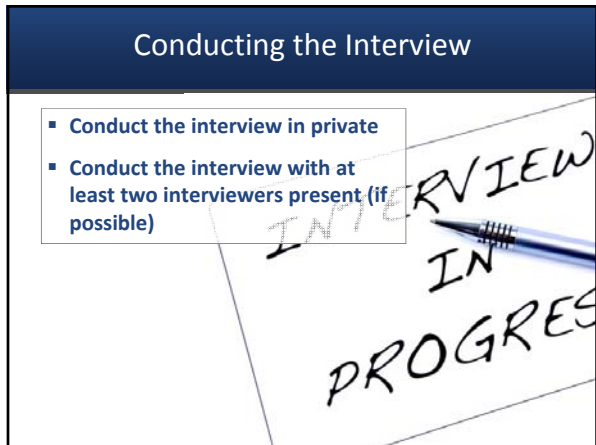 Conducting the Interview
▪ Conduct the interview in private
▪ Conduct the interview with at
least two interviewers present (if
possible)
INTERVIEW
IN
PROGRES